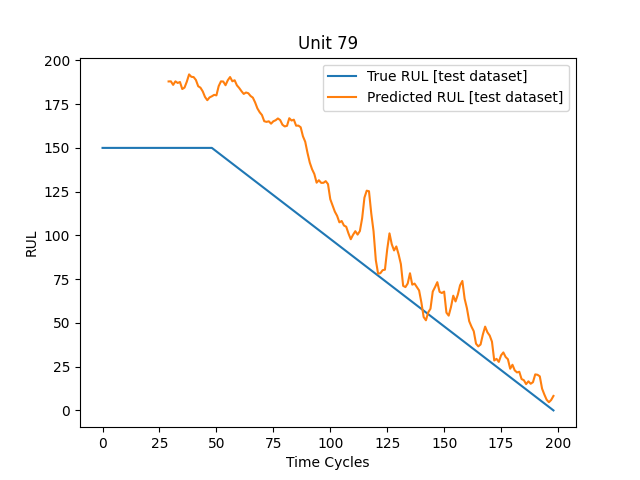 Unit 79
True RUL [test dataset]
Predicted RUL [test dataset]
RUL
200
175
150
125
100
75
50
25
0
0 25 50 75 100 125 150 175 200
Time Cycles